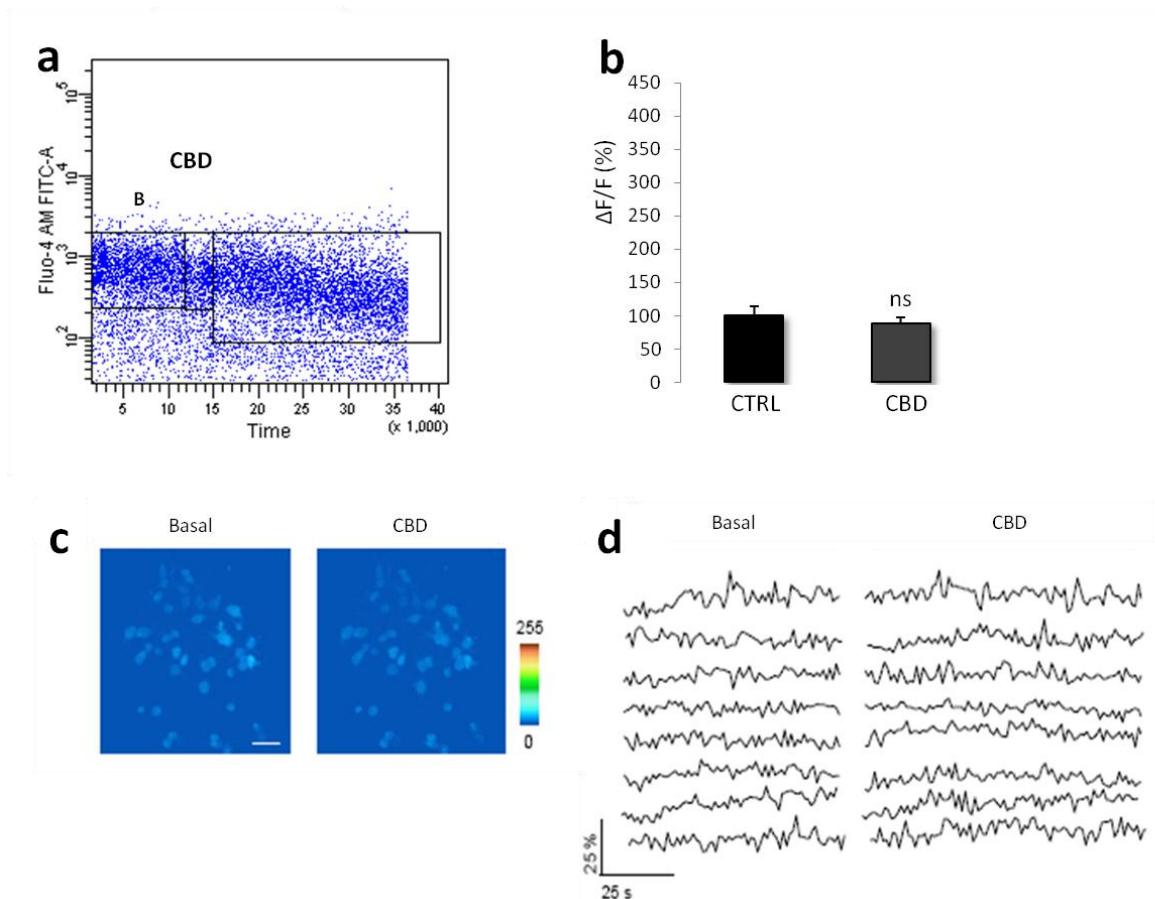 a
Fluo-4 AM FITC-A
10^5
10^4
10^3
10^2
CBD
B
5 10 15 20 25 30 35 40
Time
(x 1,000)
b
ΔF/F (%)
450
400
350
300
250
200
150
100
50
0
ns
CTRL CBD
c
Basal CBD
255
0
d
Basal CBD
25 %
25 s